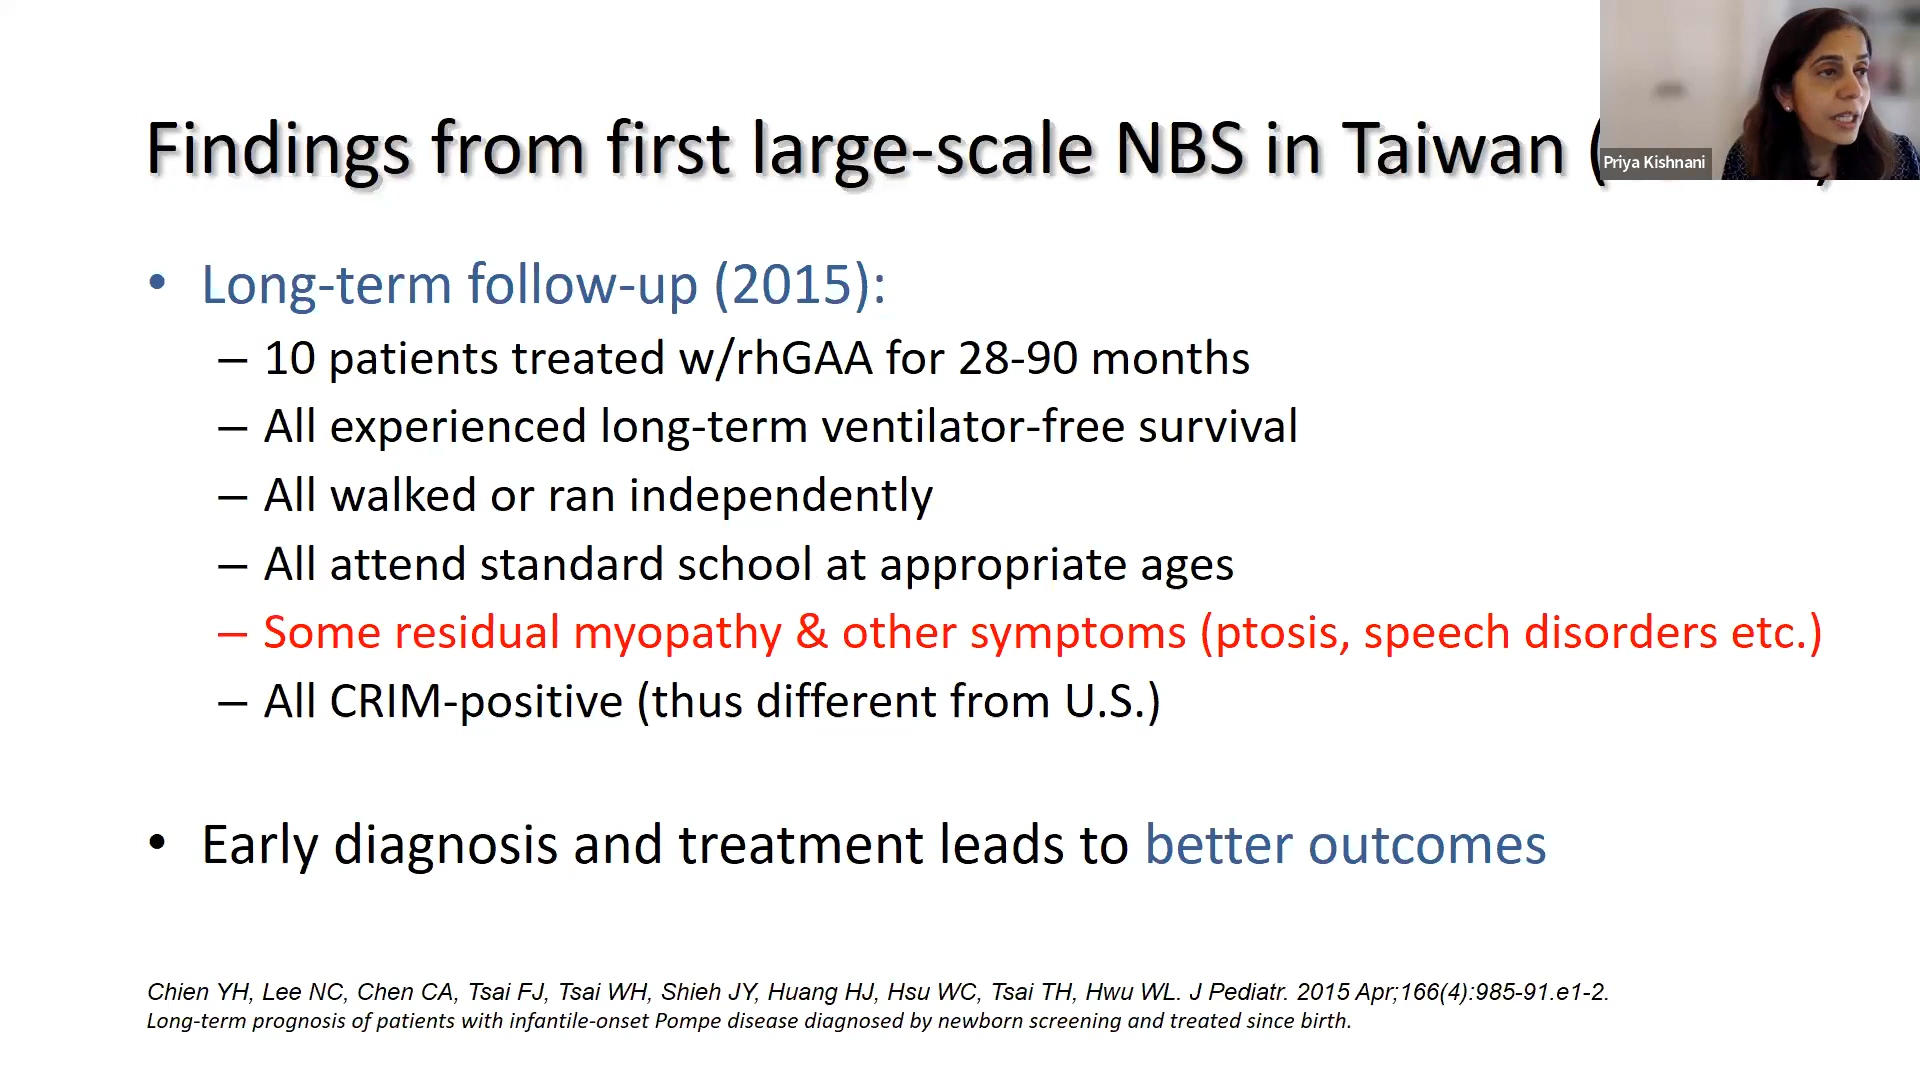 Findings from first large-scale NBS in Taiwan (
Priya Kishnani
• Long-term follow-up (2015):
– 10 patients treated w/rhGAA for 28-90 months
– All experienced long-term ventilator-free survival
– All walked or ran independently
– All attend standard school at appropriate ages
– Some residual myopathy & other symptoms (ptosis, speech disorders etc.)
– All CRIM-positive (thus different from U.S.)
• Early diagnosis and treatment leads to better outcomes
Chien YH, Lee NC, Chen CA, Tsai FJ, Tsai WH, Shieh JY, Huang HJ, Hsu WC, Tsai TH, Hwu WL. J Pediatr. 2015 Apr;166(4):985-91.e1-2.
Long-term prognosis of patients with infantile-onset Pompe disease diagnosed by newborn screening and treated since birth.